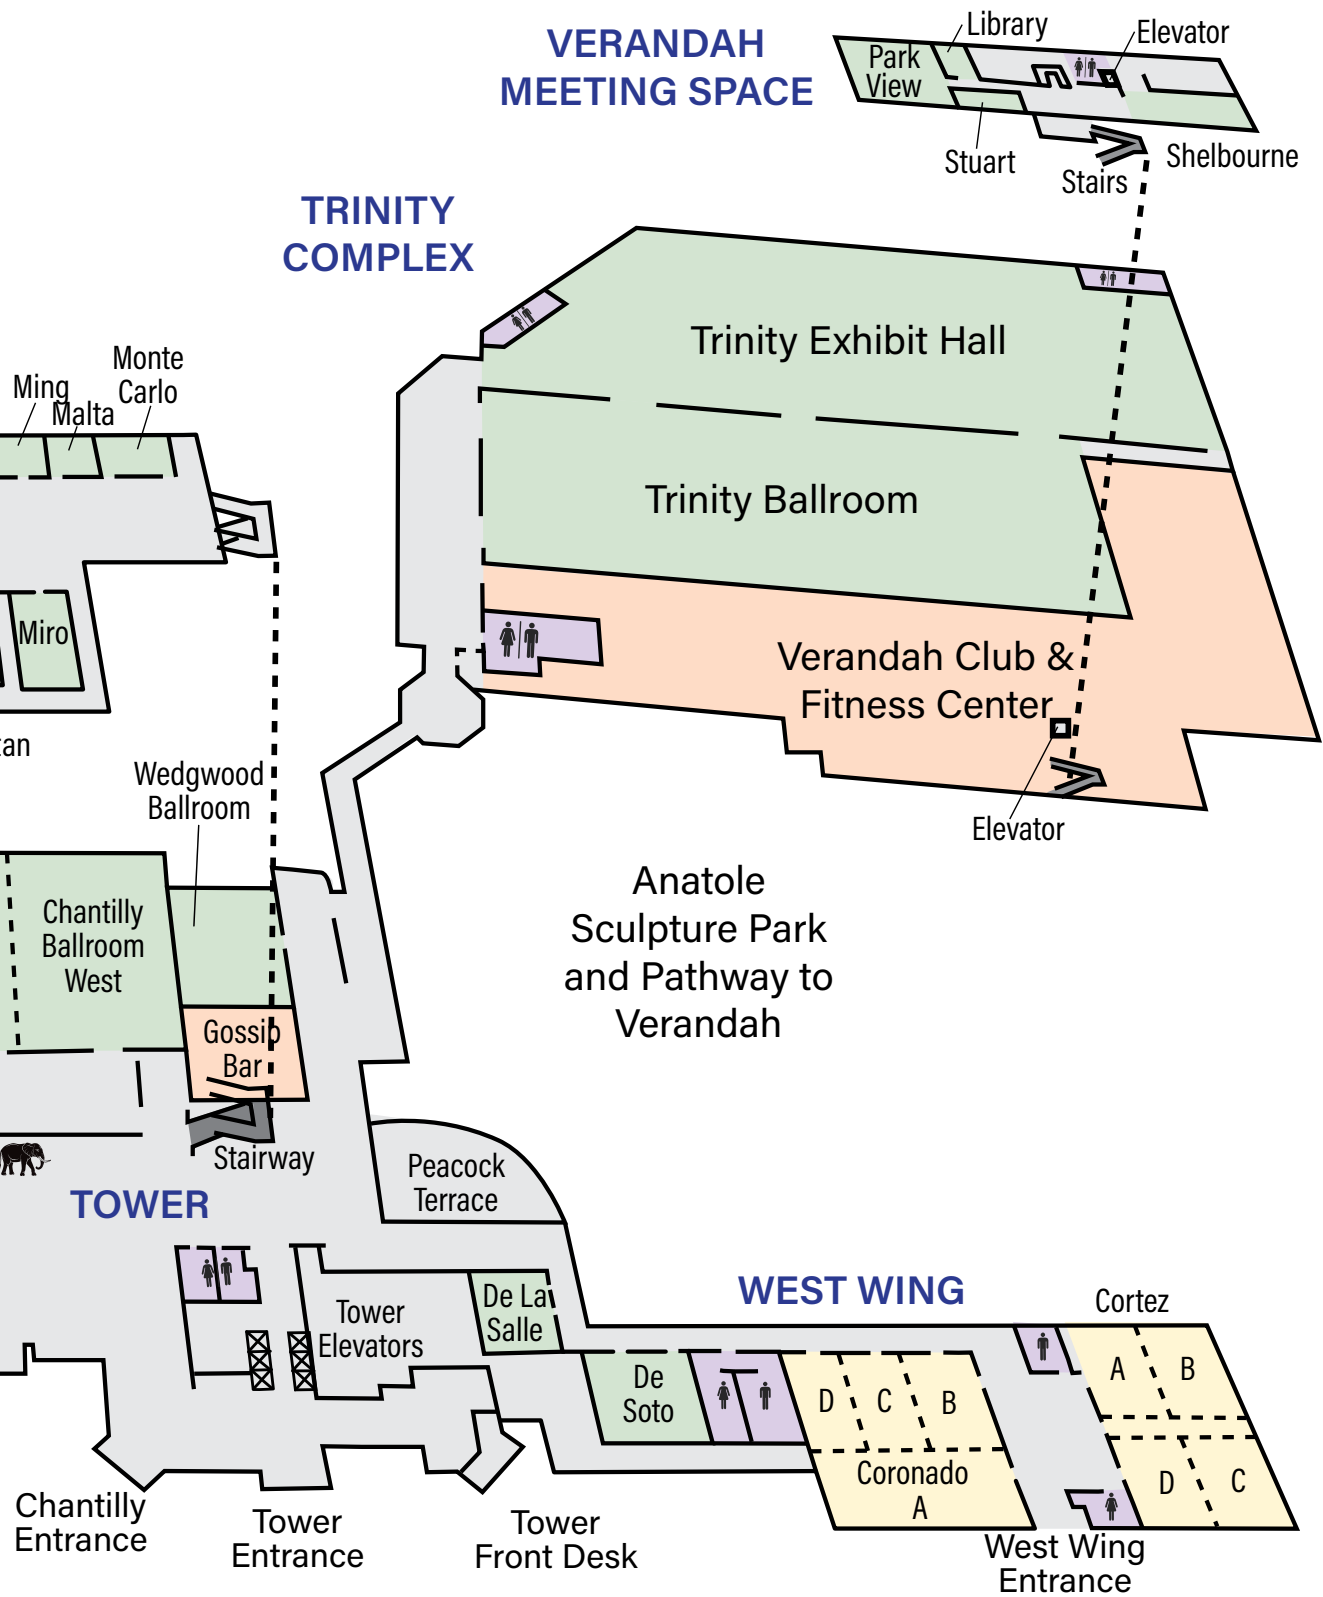 VERANDAH
MEETING SPACE
Library
Elevator
Park
View
Stuart
Stairs
Shelbourne
TRINITY
COMPLEX
Trinity Exhibit Hall
Trinity Ballroom
Verandah Club &
Fitness Center
Elevator
Monte
Carlo
Ming
Malta
Miro
tan
Wedgwood
Ballroom
Chantilly
Ballroom
West
Gossip
Bar
Stairway
Anatole
Sculpture Park
and Pathway to
Verandah
TOWER
Peacock
Terrace
Tower
Elevators
De La
Salle
WEST WING
Cortez
De
Soto
D
C
B
Coronado
A
A
B
D
C
Chantilly
Entrance
Tower
Entrance
Tower
Front Desk
West Wing
Entrance